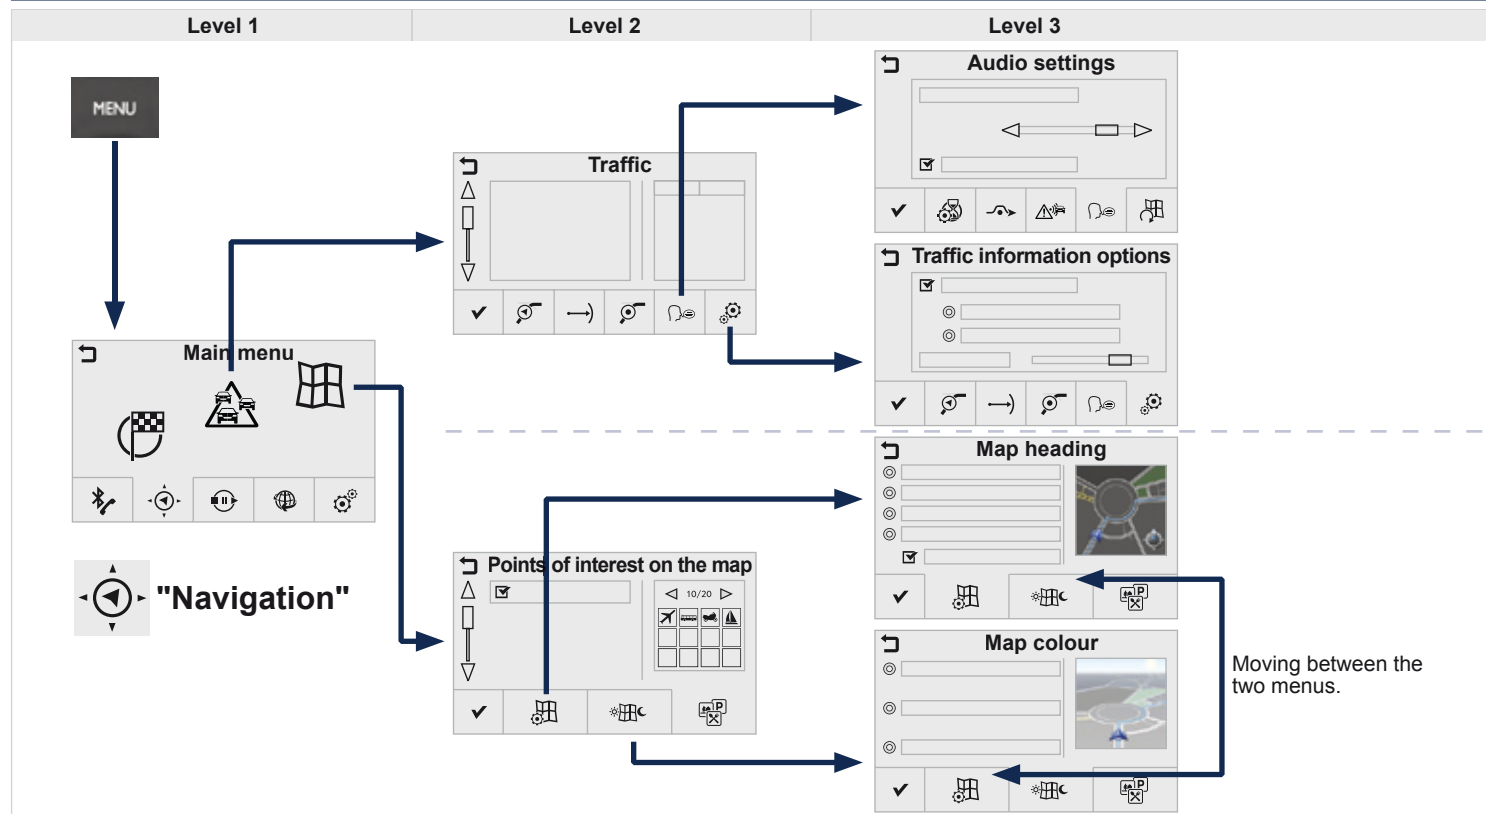 Level 1
Level 2
Level 3
MENU
Main menu
"Navigation"
Traffic
Points of interest on the map
10/20
P
Audio settings
Traffic information options
Map heading
P
Map colour
P
Moving between the
two menus.